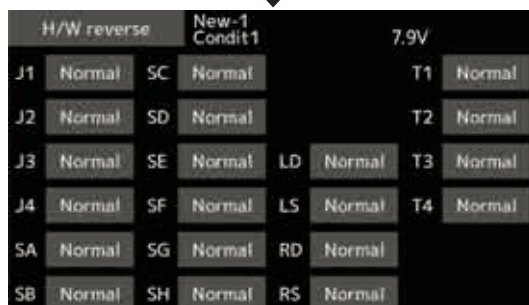 H/W reverse New-1
Condit1 7.9V
J1 Normal SC Normal T1 Normal
J2 Normal SD Normal T2 Normal
J3 Normal SE Normal LD Normal T3 Normal
J4 Normal SF Normal LS Normal T4 Normal
SA Normal SG Normal RD Normal
SB Normal SH Normal RS Normal